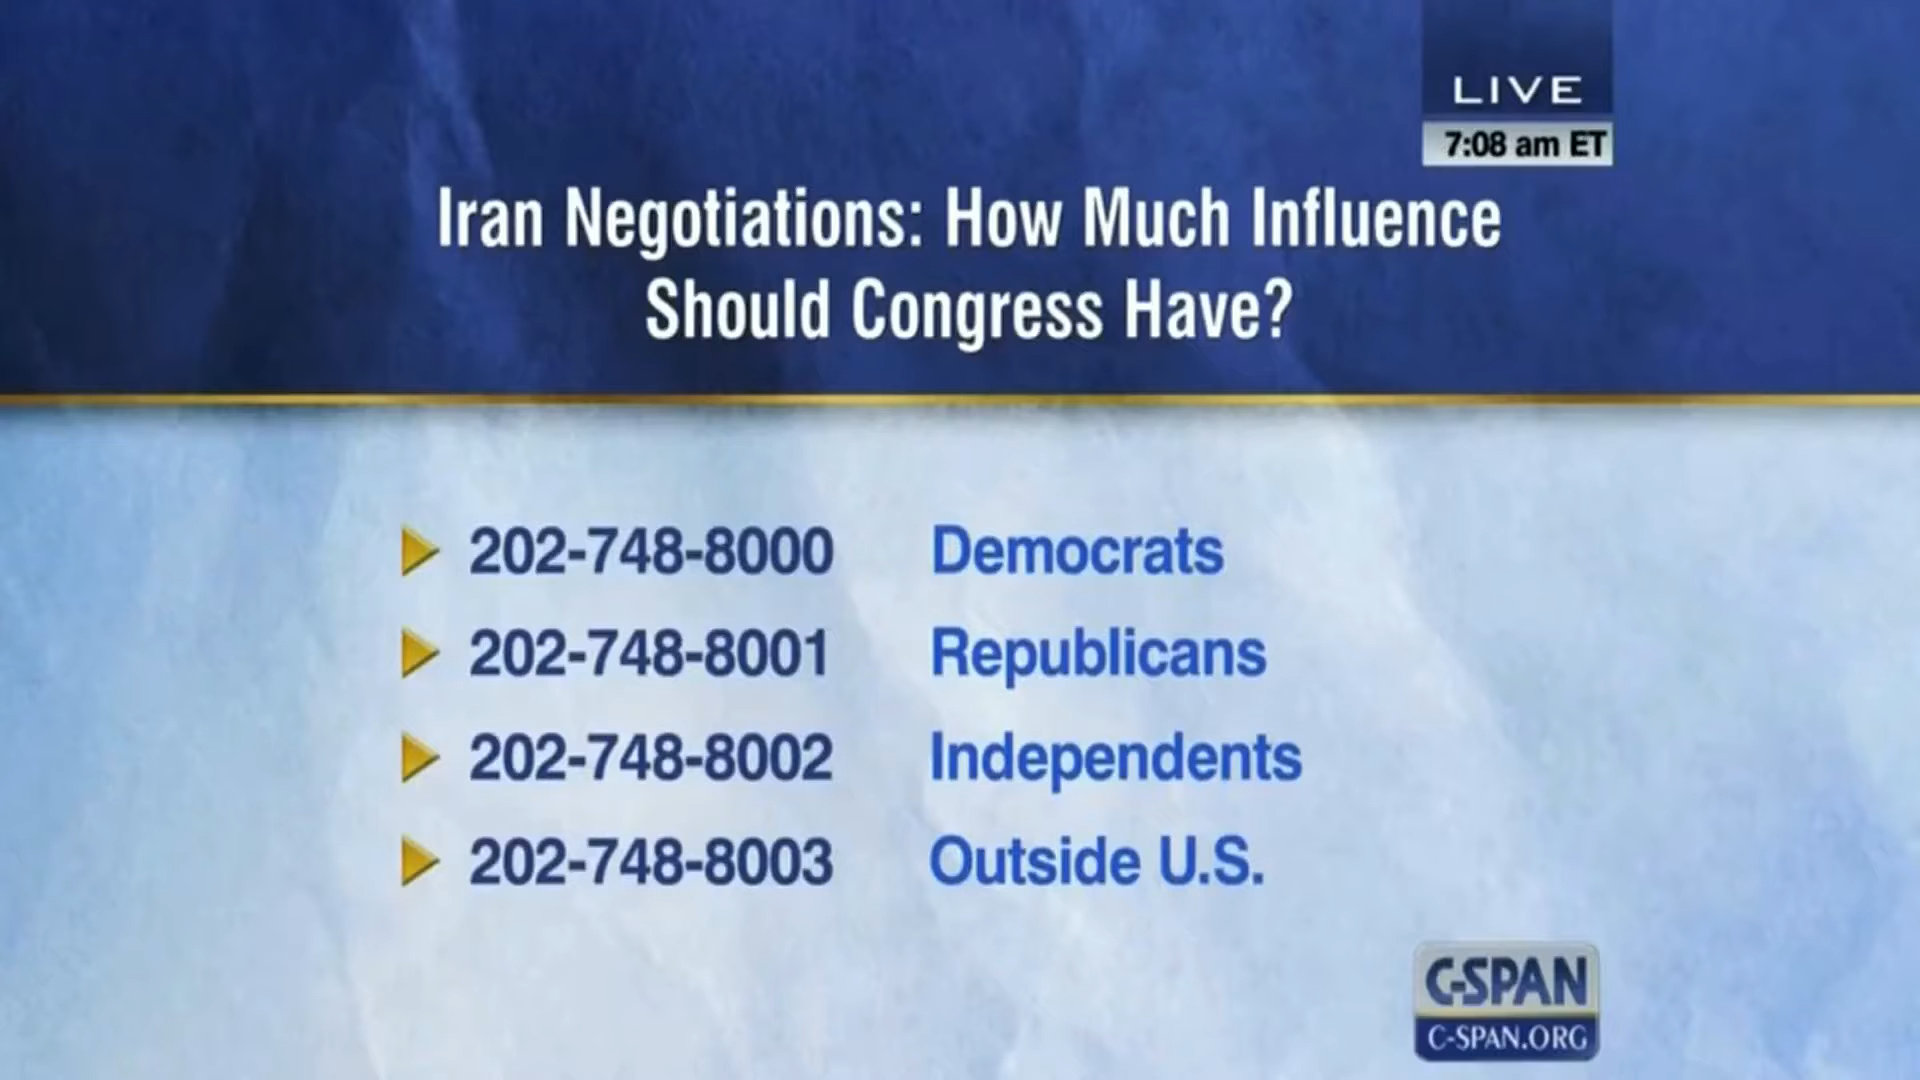 LIVE
7:08 am ET
Iran Negotiations: How Much Influence
Should Congress Have?
202-748-8000 Democrats
202-748-8001 Republicans
202-748-8002 Independents
202-748-8003 Outside U.S.
C-SPAN
C-SPAN.ORG